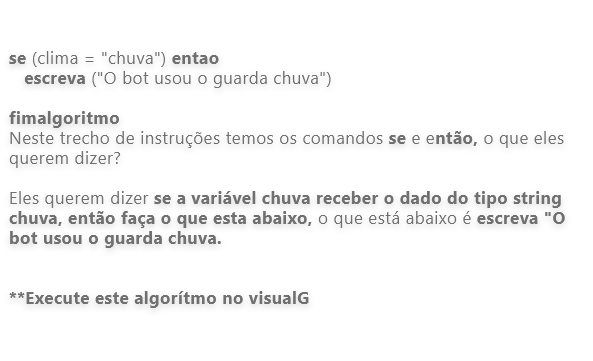 se (clima = "chuva") entao
escreva ("O bot usou o guarda chuva")
fimalgoritmo
Neste trecho de instruções temos os comandos se e então, o que eles
querem dizer?
Eles querem dizer se a variável chuva receber o dado do tipo string
chuva, então faça o que esta abaixo, o que está abaixo é escreva "O
bot usou o guarda chuva.
**Execute este algorítmo no visualG